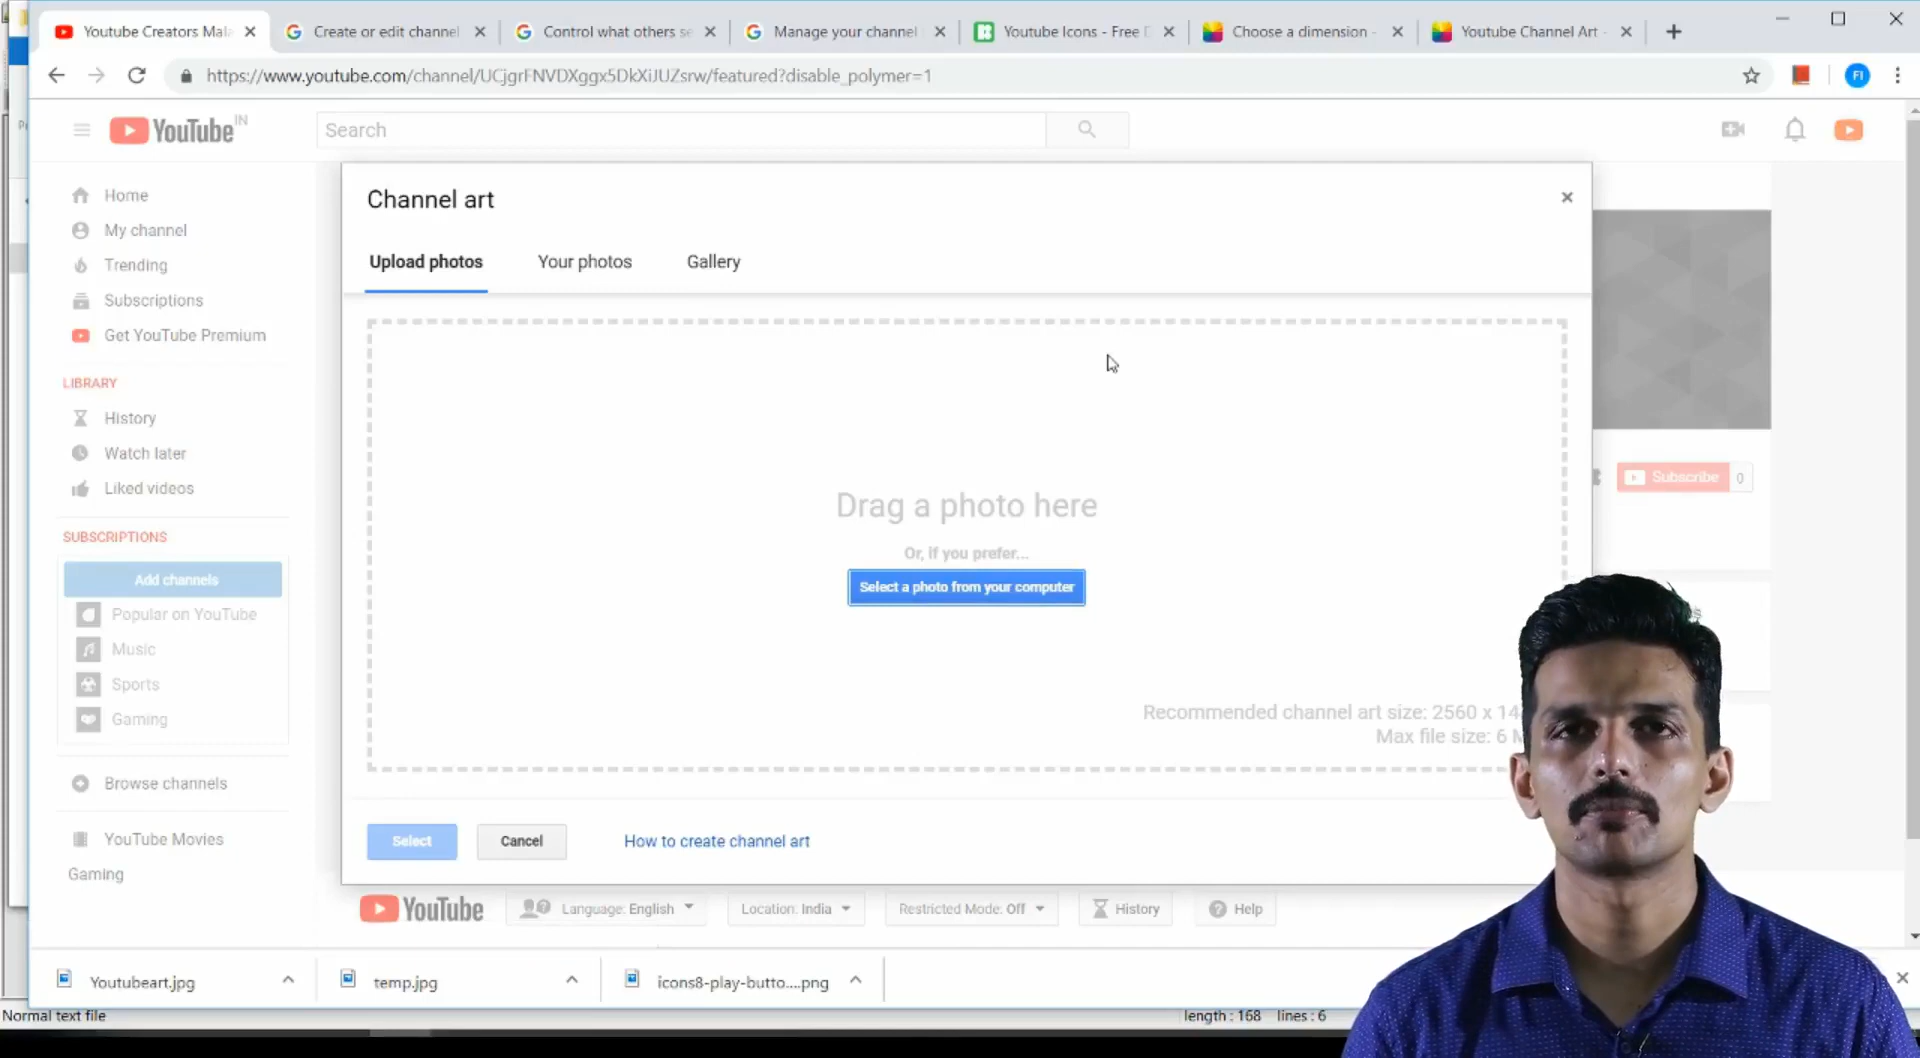 Youtube Creators Mala
Create or edit channel
Control what others se
Manage your channel
Youtube Icons - Free D
Choose a dimension -
Youtube Channel Art -
https://www.youtube.com/channel/UCjgrFNVDXggx5DkXiJUZsrw/featured?disable_polymer=1
FI
YouTube IN
Search
Home
My channel
Trending
Subscriptions
Get YouTube Premium
LIBRARY
History
Watch later
Liked videos
SUBSCRIPTIONS
Add channels
Popular on YouTube
Music
Sports
Gaming
Browse channels
YouTube Movies
Gaming
Channel art
Upload photos
Your photos
Gallery
Drag a photo here
Or, if you prefer...
Select a photo from your computer
Recommended channel art size: 2560 x 14
Max file size: 6
Select
Cancel
How to create channel art
Subscribe 0
YouTube
Language: English
Location: India
Restricted Mode: Off
History
Help
Youtubeart.jpg
temp.jpg
icons8-play-butto....png
Normal text file
length : 168 lines : 6